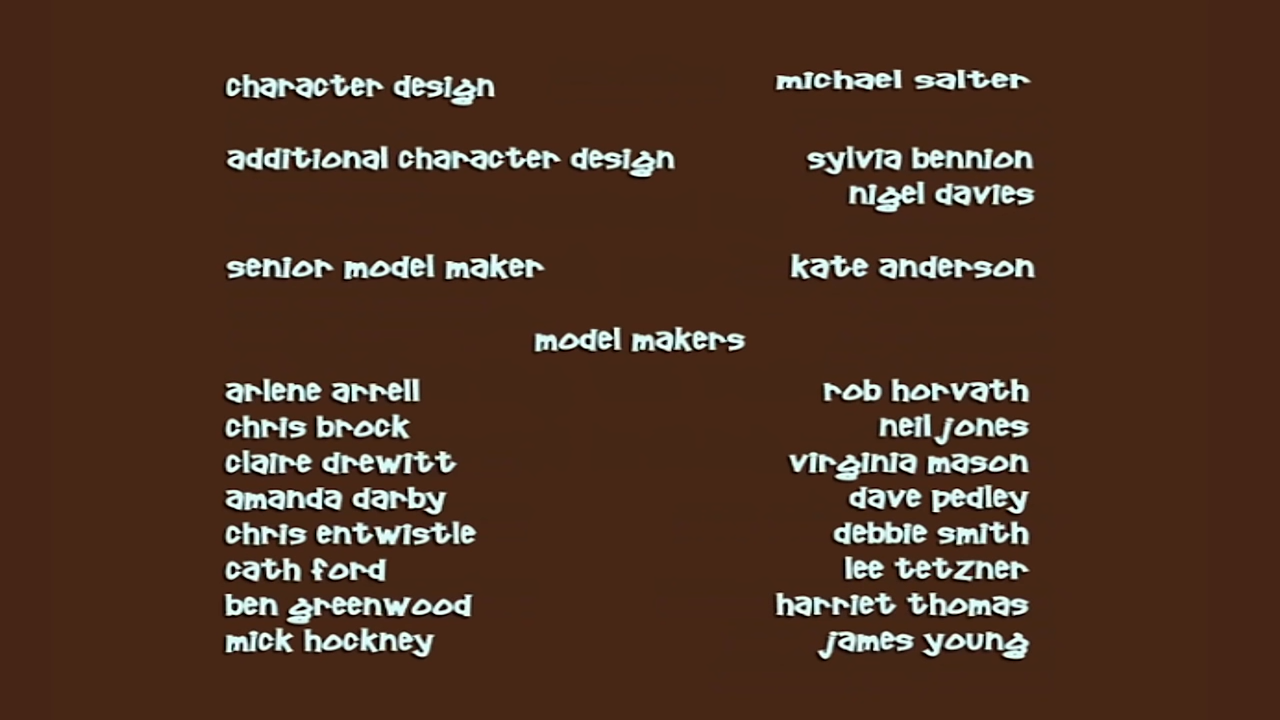 character design michael salter
additional character design sylvia bennion
nigel davies
senior model maker kate anderson
model makers
arlene arrell rob horvath
chris brock neil jones
claire drewitt virginia mason
amanda darby dave pedley
chris entwistle debbie smith
cath ford lee tetzner
ben greenwood harriet thomas
mick hockney james young